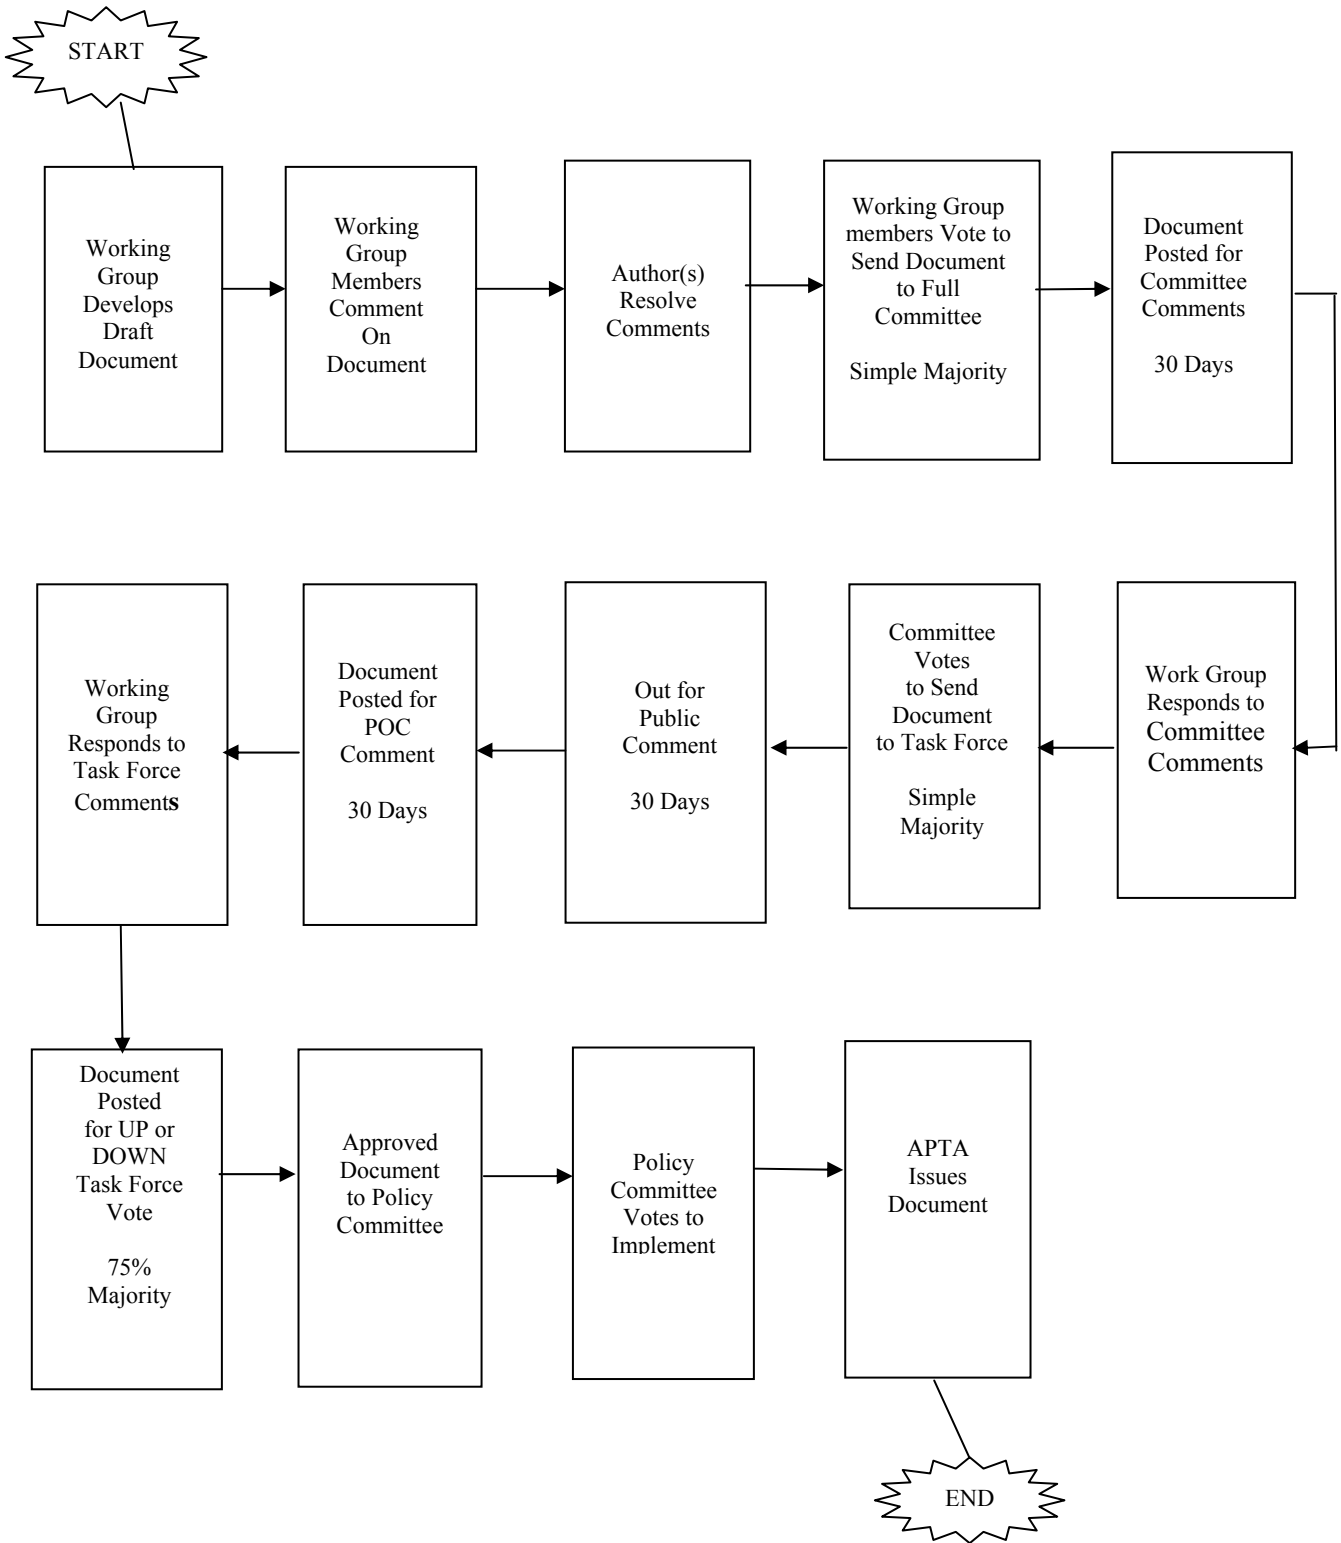 START
Working
Group
Develops
Draft
Document
Working
Group
Members
Comment
On
Document
Author(s)
Resolve
Comments
Working Group
members Vote to
Send Document
to Full
Committee
Simple Majority
Document
Posted for
Committee
Comments
30 Days
Work Group
Responds to
Committee
Comments
Committee
Votes
to Send
Document
to Task Force
Simple
Majority
Out for
Public
Comment
30 Days
Document
Posted for
POC
Comment
30 Days
Working
Group
Responds to
Task Force
Comments
Document
Posted
for UP or
DOWN
Task Force
Vote
75%
Majority
Approved
Document
to Policy
Committee
Policy
Committee
Votes to
Implement
APTA
Issues
Document
END